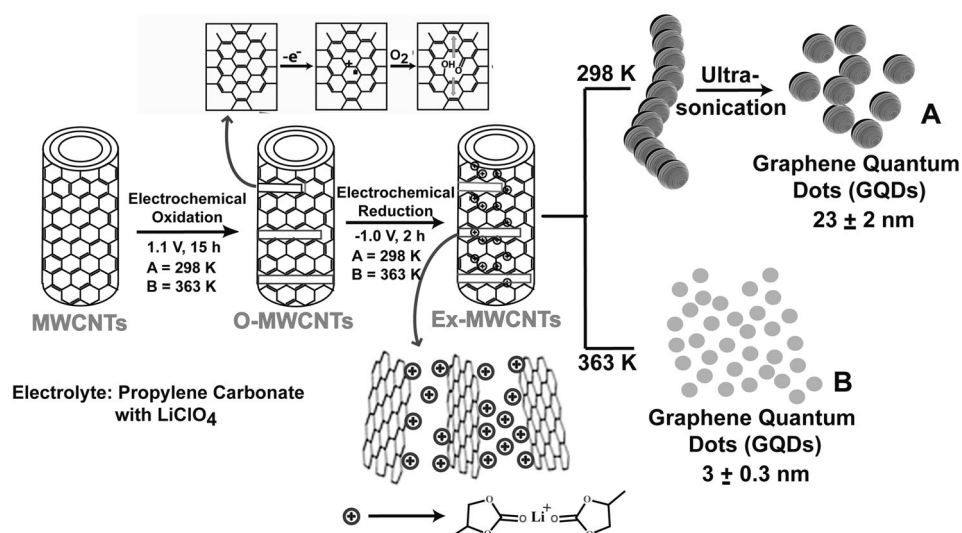 -e⁻
O₂
+
OH
O
298 K
Ultra-
sonication
A
Graphene Quantum
Dots (GQDs)
23 ± 2 nm
Electrochemical
Oxidation
1.1 V, 15 h
A = 298 K
B = 363 K
Electrochemical
Reduction
-1.0 V, 2 h
A = 298 K
B = 363 K
MWCNTs
O-MWCNTs
Ex-MWCNTs
363 K
B
Graphene Quantum
Dots (GQDs)
3 ± 0.3 nm
Electrolyte: Propylene Carbonate
with LiClO₄
O
O
O Li⁺ O
O
O